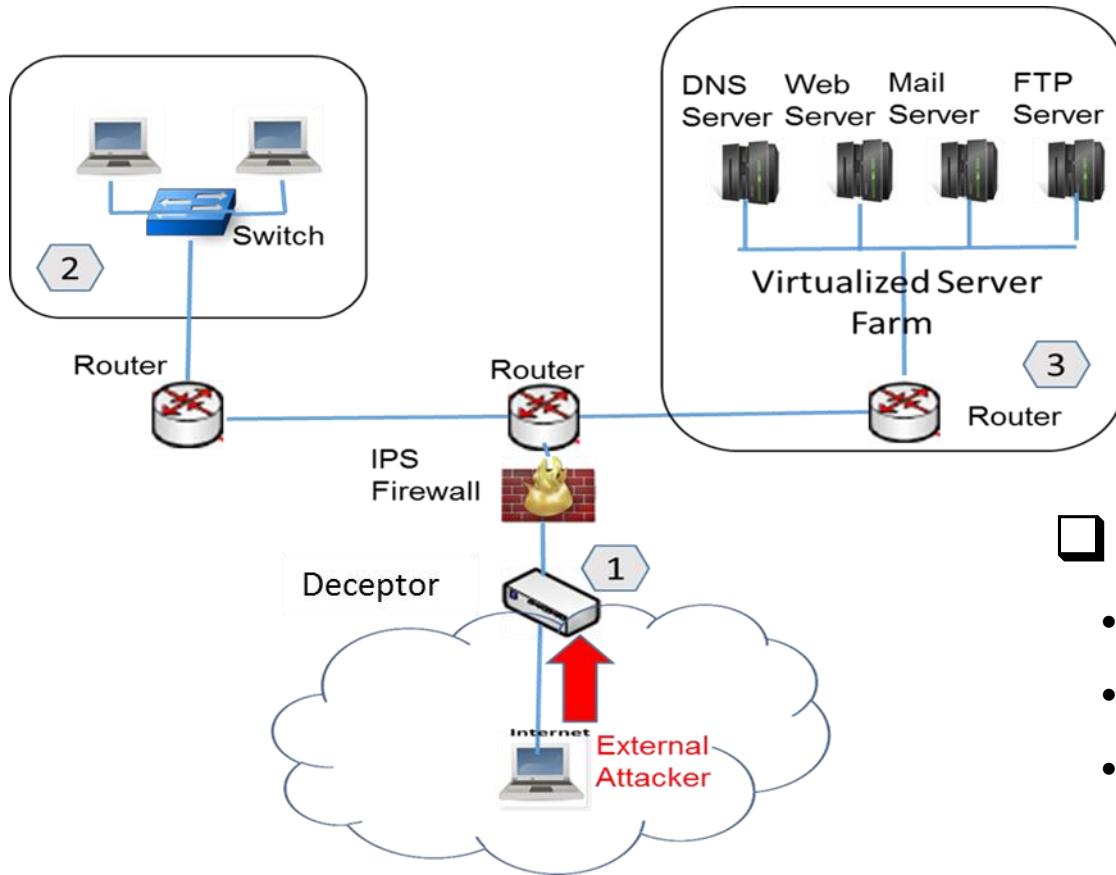 DNS Server
Web Server
Mail Server
FTP Server
Switch
2
Virtualized Server
Farm
3
Router
Router
Router
IPS
Firewall
1
Deceptor
Internet
External
Attacker